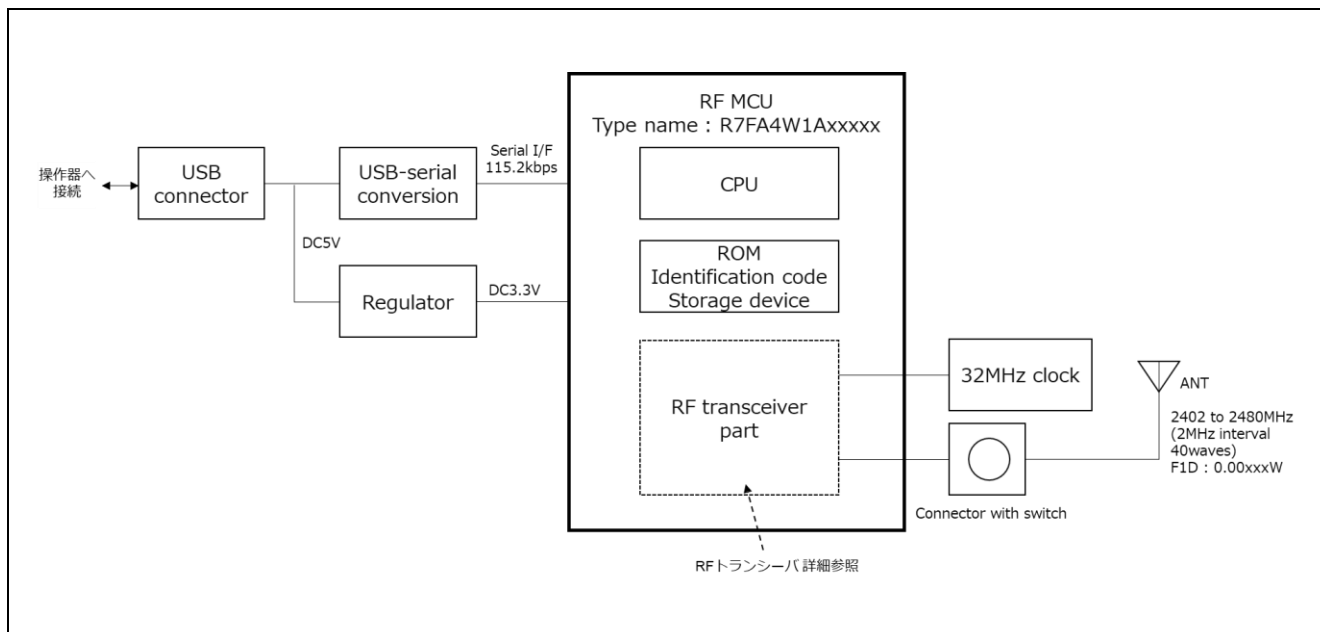 RF MCU
Type name : R7FA4W1Axxxxx
操作器へ
接続
USB
connector
USB-serial
conversion
Serial I/F
115.2kbps
CPU
DC5V
Regulator
DC3.3V
ROM
Identification code
Storage device
RF transceiver
part
32MHz clock
ANT
2402 to 2480MHz
(2MHz interval
40waves)
F1D : 0.00xxxW
Connector with switch
RFトランシーバ 詳細参照